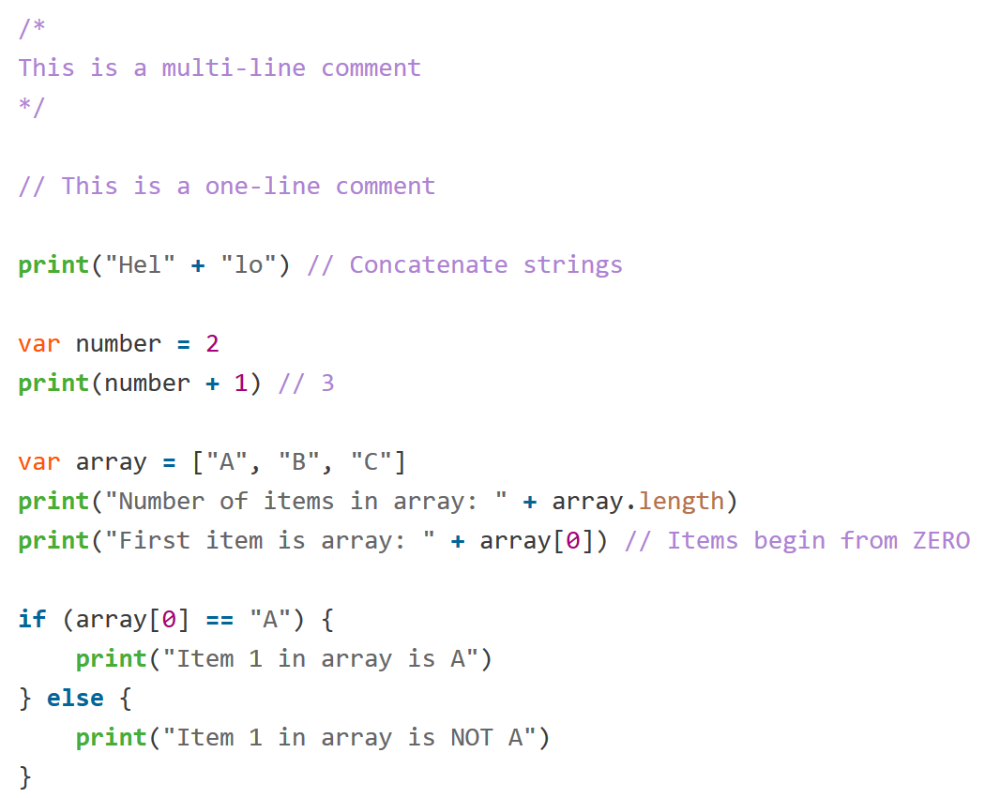 /*
This is a multi-line comment
*/

// This is a one-line comment

print("Hel" + "lo") // Concatenate strings

var number = 2
print(number + 1) // 3

var array = ["A", "B", "C"]
print("Number of items in array: " + array.length)
print("First item is array: " + array[0]) // Items begin from ZERO

if (array[0] == "A") {
    print("Item 1 in array is A")
} else {
    print("Item 1 in array is NOT A")
}